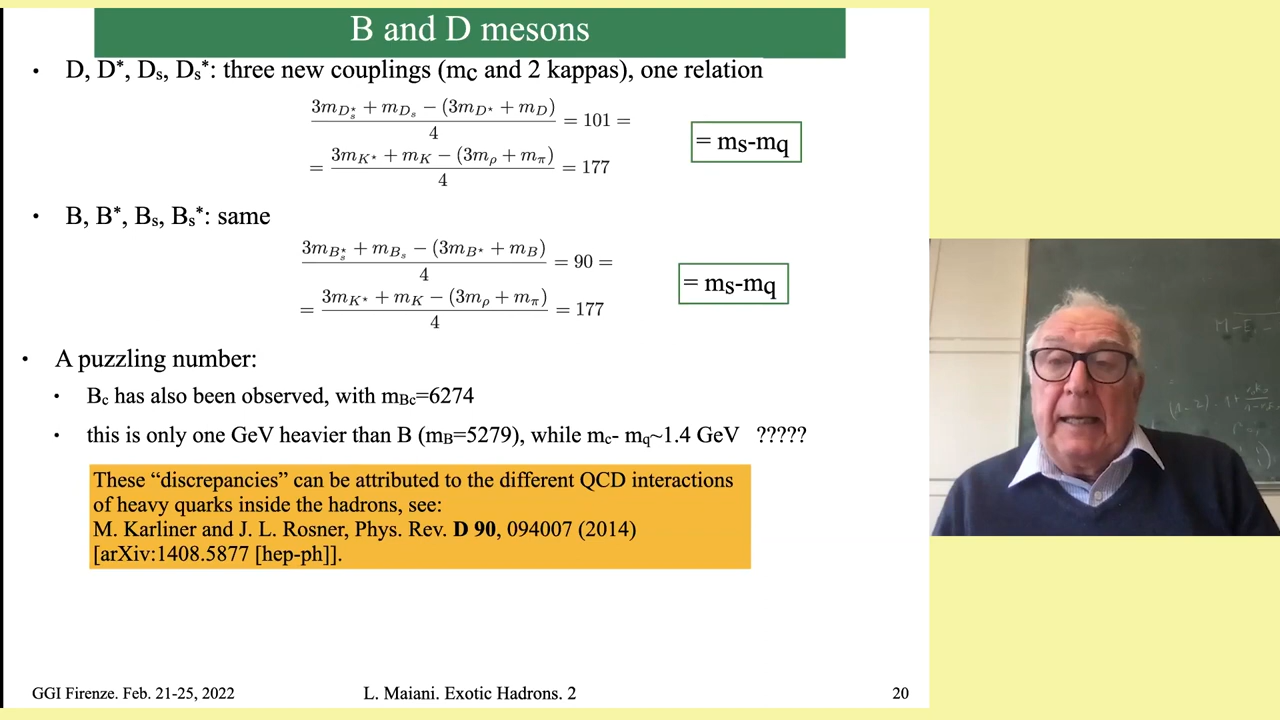 B and D mesons
• D, D*, Ds, Ds*: three new couplings (mc and 2 kappas), one relation
(3m_{D_s^⋆} + m_{D_s} − (3m_{D^⋆} + m_D))/4 = 101 =
= (3m_{K^⋆} + m_K − (3m_ρ + m_π))/4 = 177
= ms-mq
• B, B*, Bs, Bs*: same
(3m_{B_s^⋆} + m_{B_s} − (3m_{B^⋆} + m_B))/4 = 90 =
= (3m_{K^⋆} + m_K − (3m_ρ + m_π))/4 = 177
= ms-mq
• A puzzling number:
• Bc has also been observed, with mBc=6274
• this is only one GeV heavier than B (mB=5279), while mc- mq~1.4 GeV ?????
These “discrepancies” can be attributed to the different QCD interactions
of heavy quarks inside the hadrons, see:
M. Karliner and J. L. Rosner, Phys. Rev. D 90, 094007 (2014)
[arXiv:1408.5877 [hep-ph]].
GGI Firenze. Feb. 21-25, 2022
L. Maiani. Exotic Hadrons. 2
20